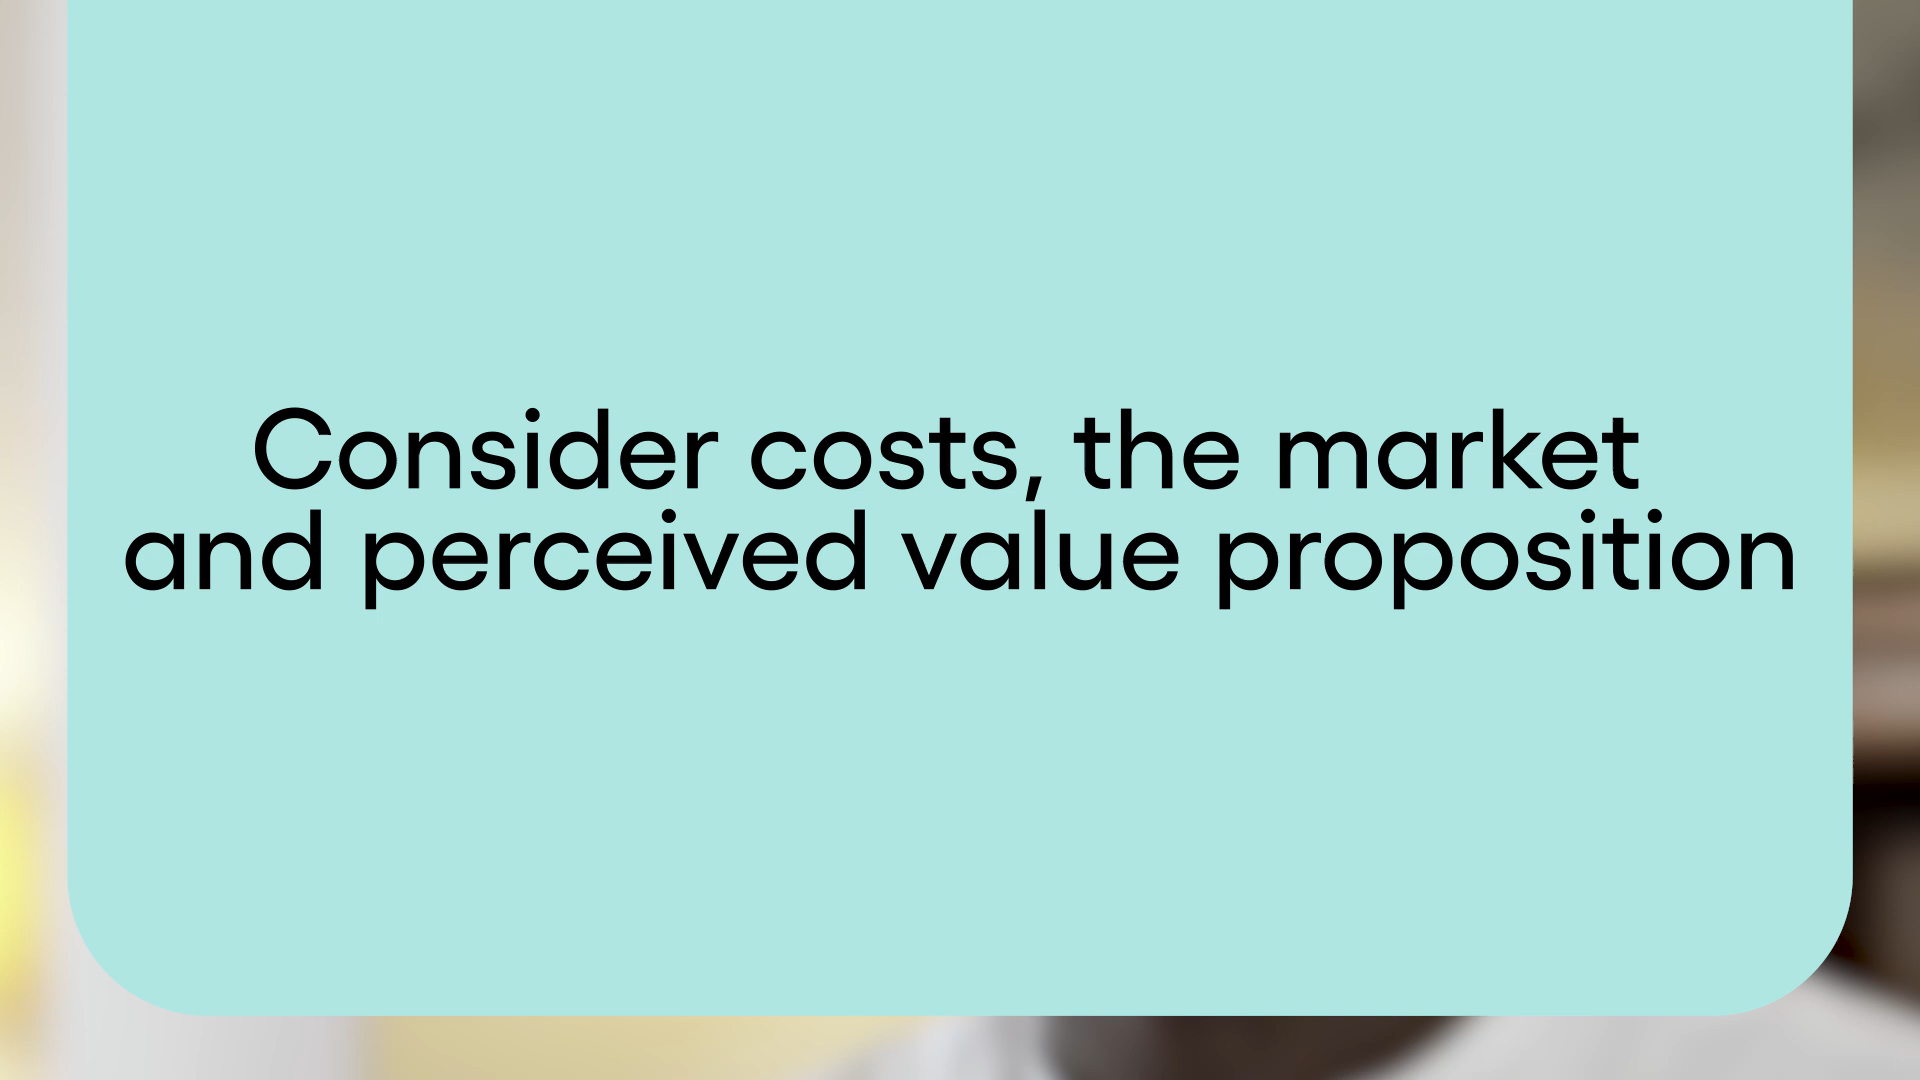 Consider costs, the market
and perceived value proposition